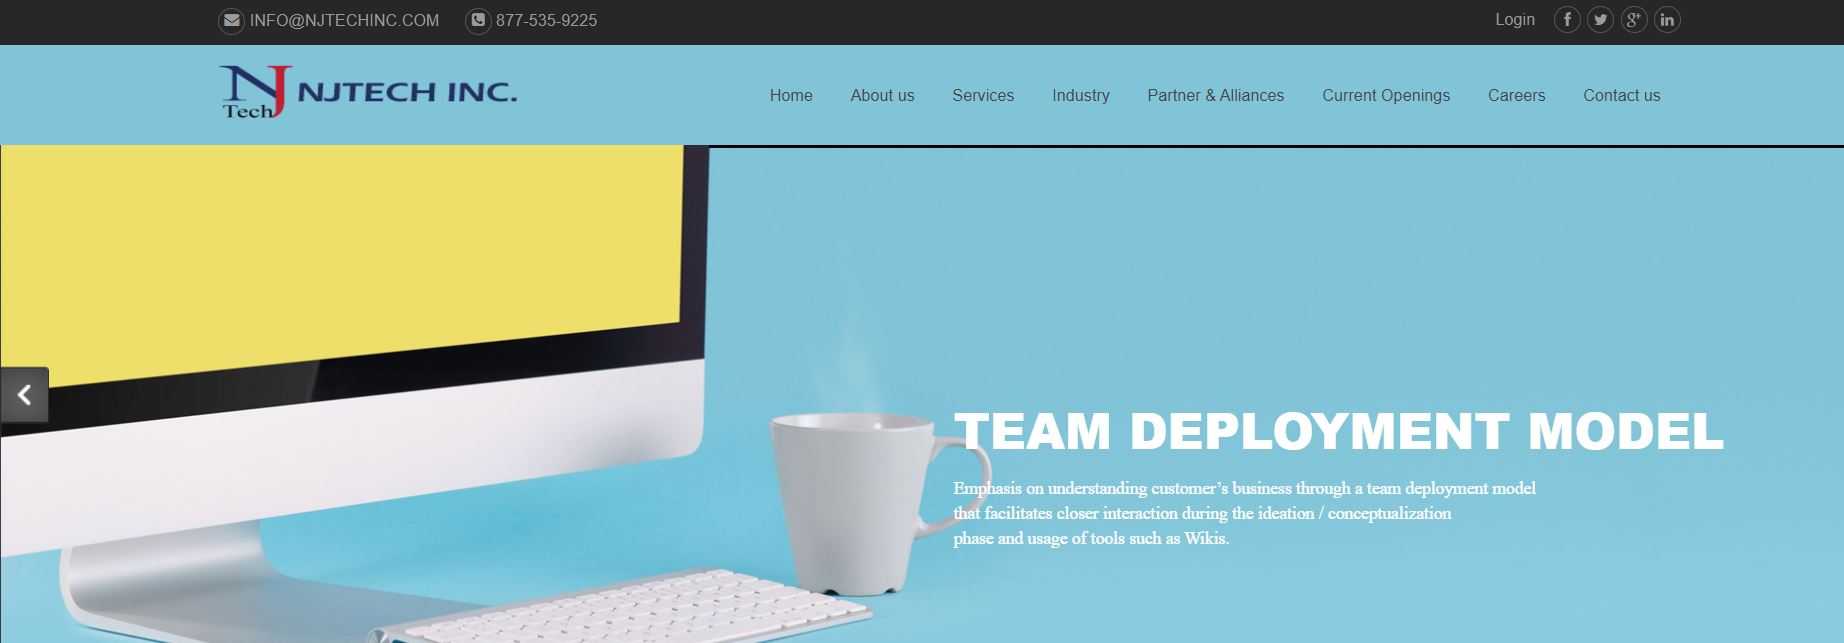 INFO@NJTECHINC.COM 877-535-9225 Login
NJ Tech NJTECH INC.
Home About us Services Industry Partner & Alliances Current Openings Careers Contact us
TEAM DEPLOYMENT MODEL
Emphasis on understanding customer’s business through a team deployment model
that facilitates closer interaction during the ideation / conceptualization
phase and usage of tools such as Wikis.